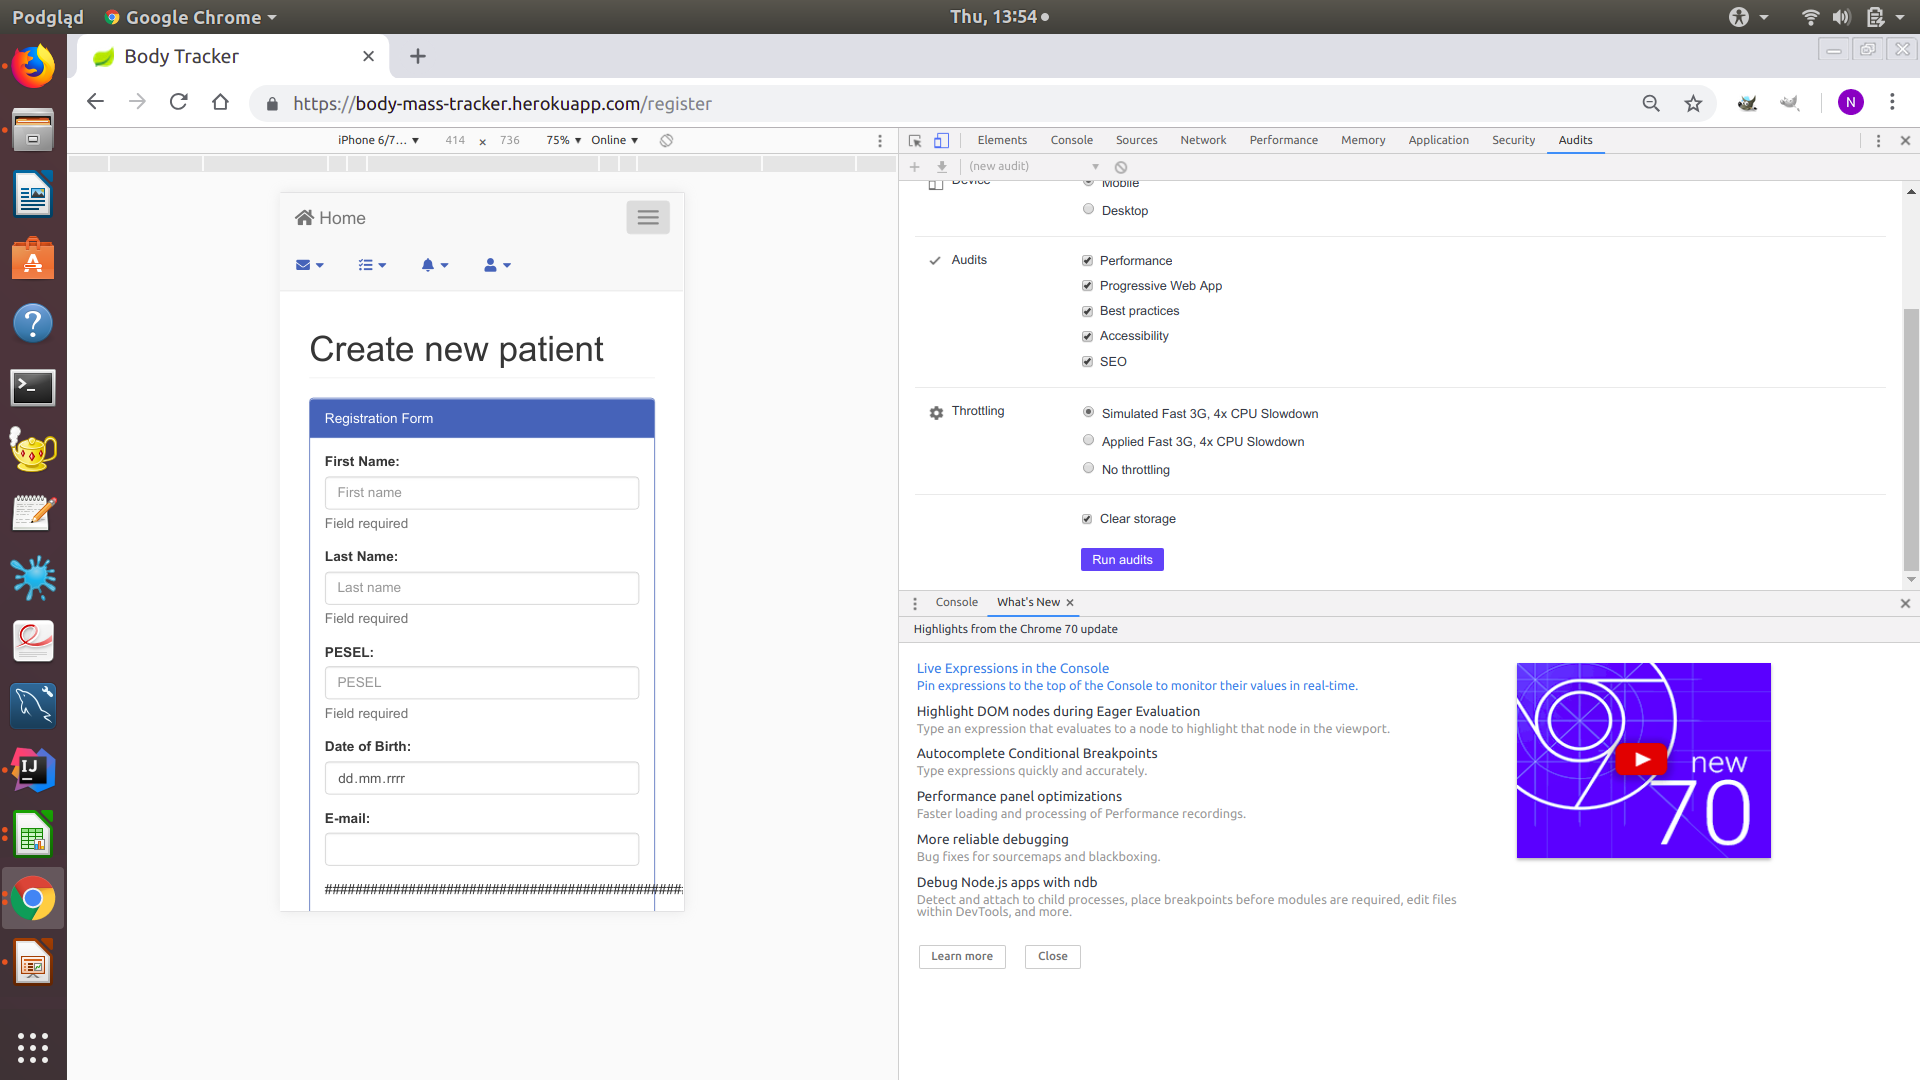 Podgląd Google Chrome Thu, 13:54
Body Tracker
https://body-mass-tracker.herokuapp.com/register N
iPhone 6/7... 414 × 736 75% Online
Elements Console Sources Network Performance Memory Application Security Audits
(new audit)
Home
Create new patient
Registration Form
First Name:
First name
Field required
Last Name:
Last name
Field required
PESEL:
PESEL
Field required
Date of Birth:
dd.mm.rrrr
E-mail:
Device Mobile
Desktop
Audits Performance
Progressive Web App
Best practices
Accessibility
SEO
Throttling Simulated Fast 3G, 4x CPU Slowdown
Applied Fast 3G, 4x CPU Slowdown
No throttling
Clear storage
Run audits
Console What's New
Highlights from the Chrome 70 update
Live Expressions in the Console
Pin expressions to the top of the Console to monitor their values in real-time.
Highlight DOM nodes during Eager Evaluation
Type an expression that evaluates to a node to highlight that node in the viewport.
Autocomplete Conditional Breakpoints
Type expressions quickly and accurately.
Performance panel optimizations
Faster loading and processing of Performance recordings.
More reliable debugging
Bug fixes for sourcemaps and blackboxing.
Debug Node.js apps with ndb
Detect and attach to child processes, place breakpoints before modules are required, edit files
within DevTools, and more.
Learn more Close
new
70